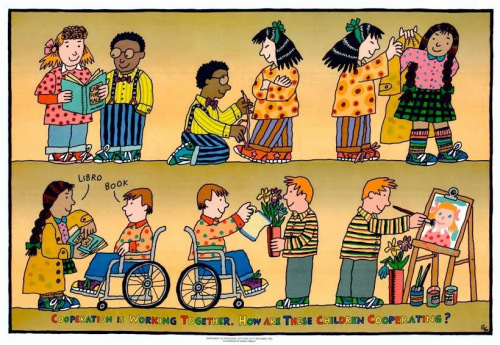 LIBRO
BOOK
COOPERATION IS WORKING TOGETHER. HOW ARE THESE CHILDREN COOPERATING?